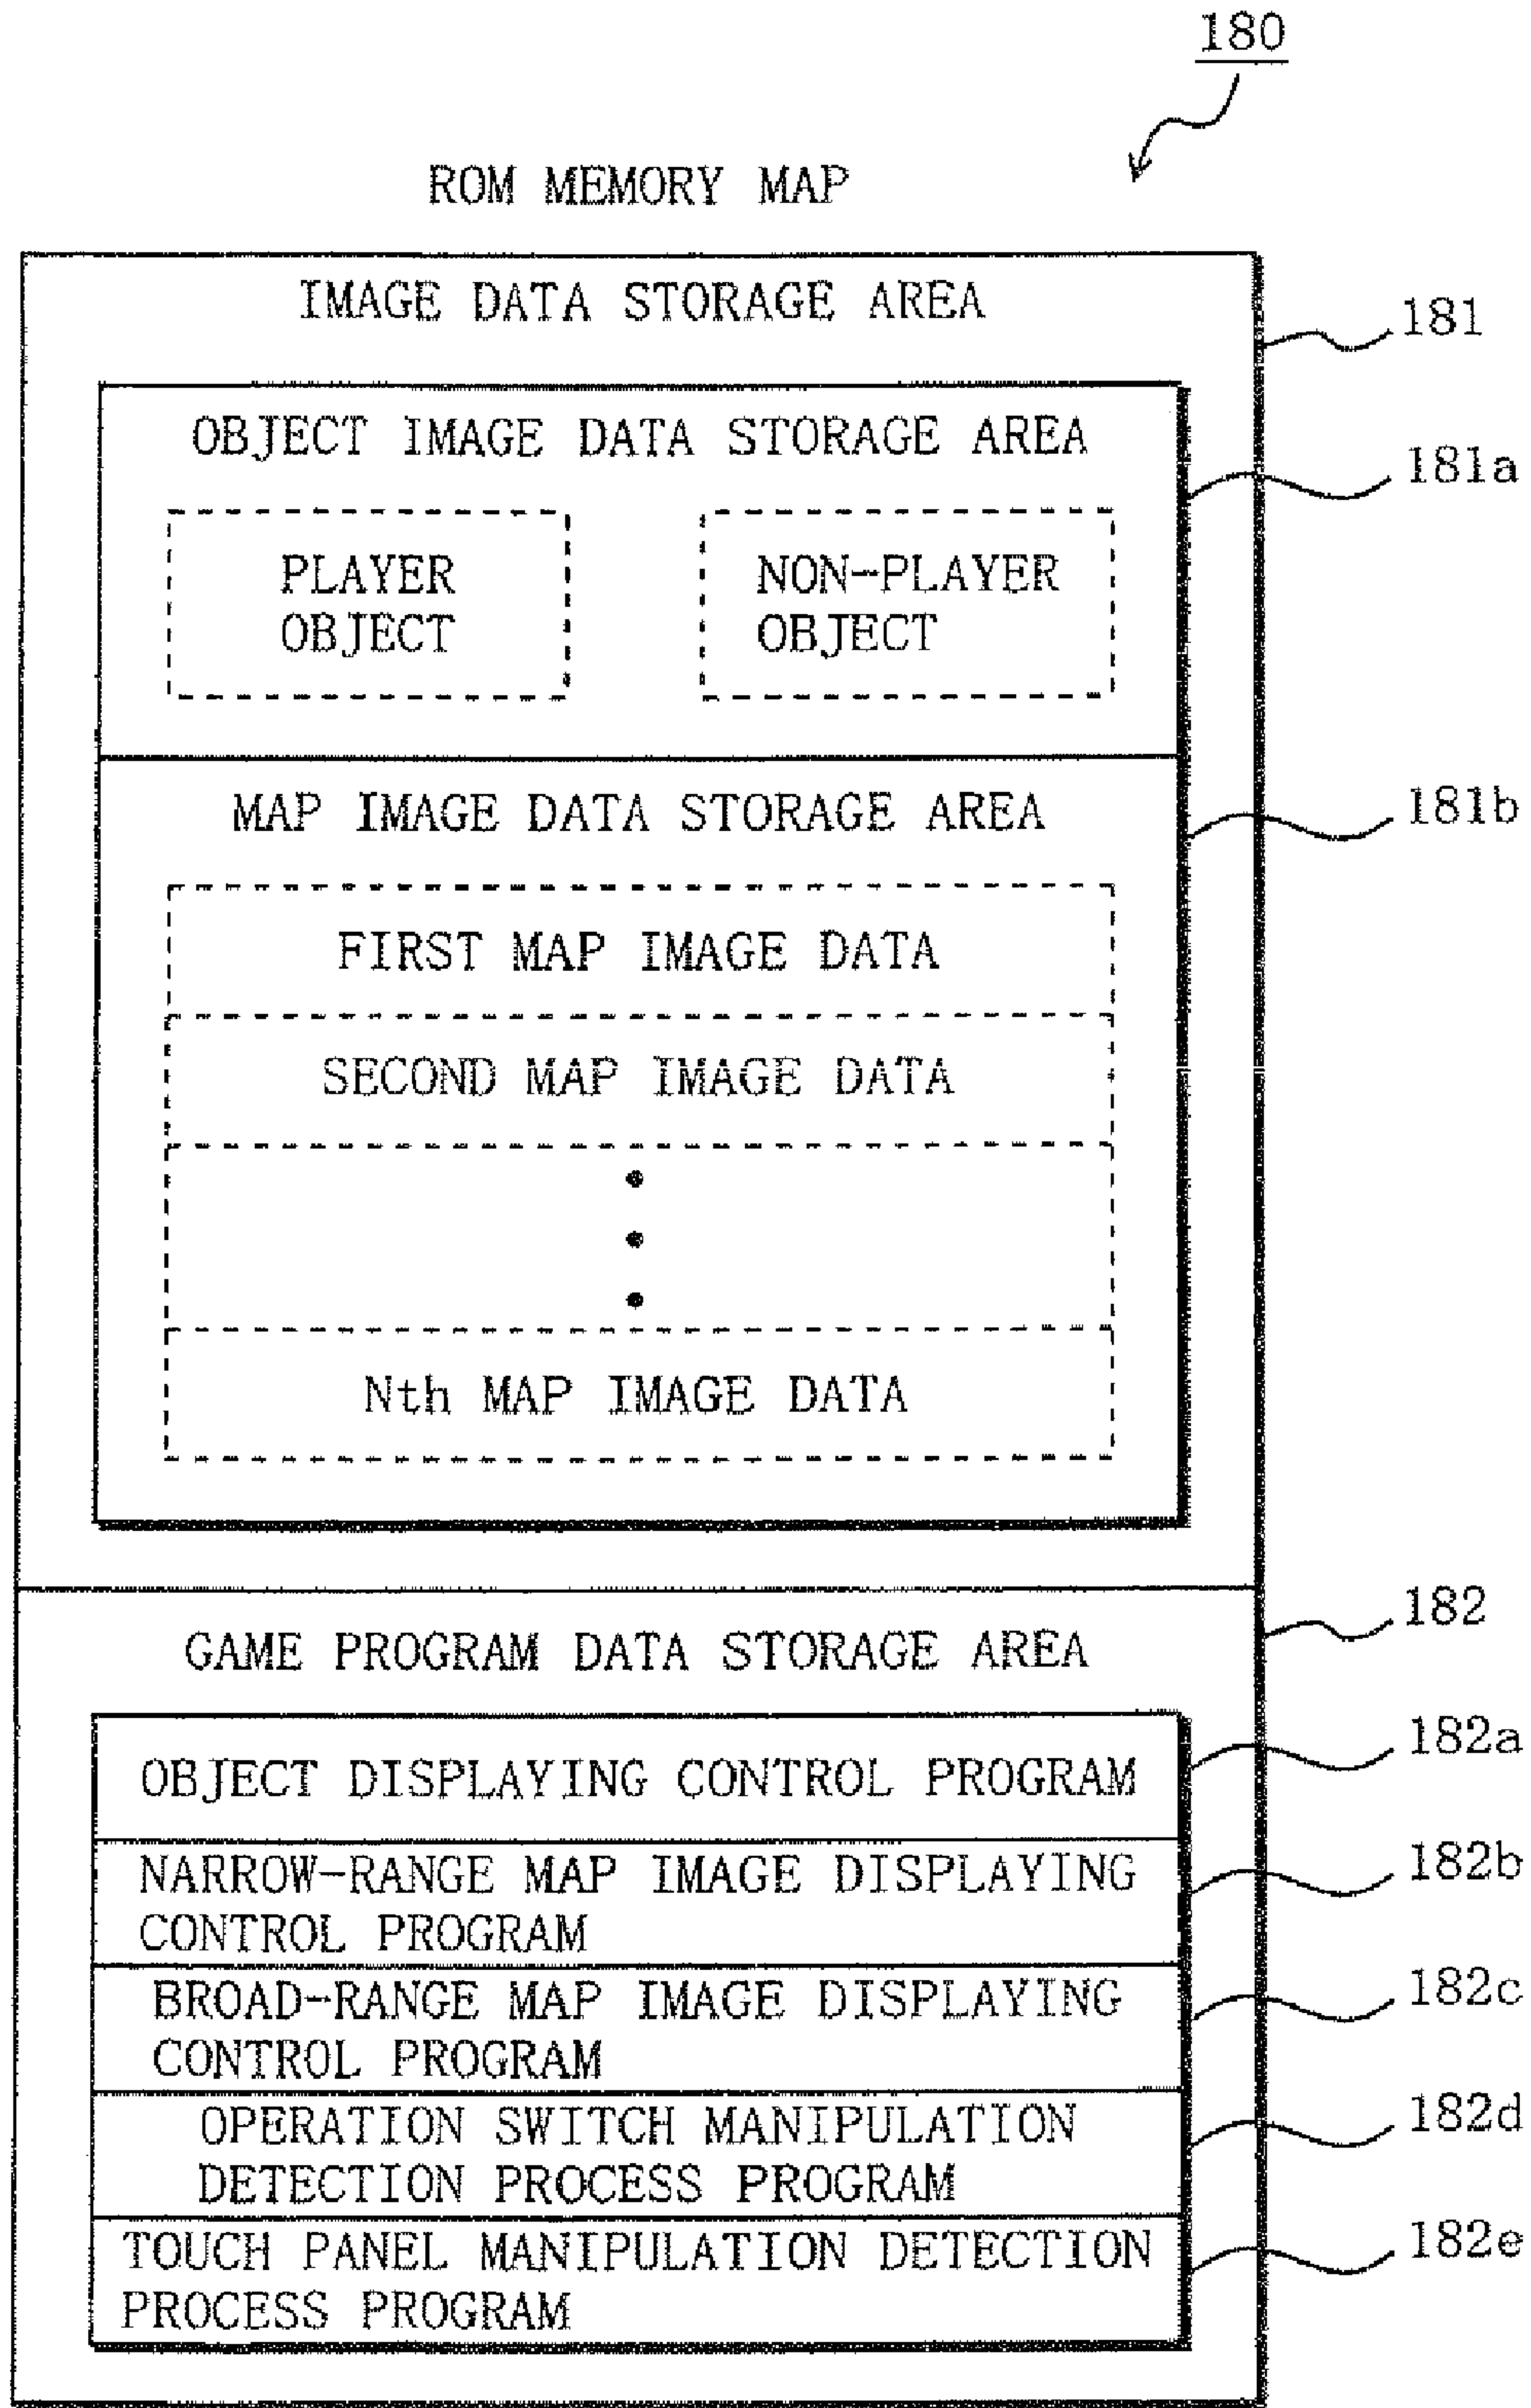 180
ROM MEMORY MAP
IMAGE DATA STORAGE AREA
181
OBJECT IMAGE DATA STORAGE AREA
181a
PLAYER
OBJECT
NON-PLAYER
OBJECT
MAP IMAGE DATA STORAGE AREA
181b
FIRST MAP IMAGE DATA
SECOND MAP IMAGE DATA
Nth MAP IMAGE DATA
182
GAME PROGRAM DATA STORAGE AREA
182a
OBJECT DISPLAYING CONTROL PROGRAM
182b
NARROW-RANGE MAP IMAGE DISPLAYING
CONTROL PROGRAM
182c
BROAD-RANGE MAP IMAGE DISPLAYING
CONTROL PROGRAM
182d
OPERATION SWITCH MANIPULATION
DETECTION PROCESS PROGRAM
182e
TOUCH PANEL MANIPULATION DETECTION
PROCESS PROGRAM